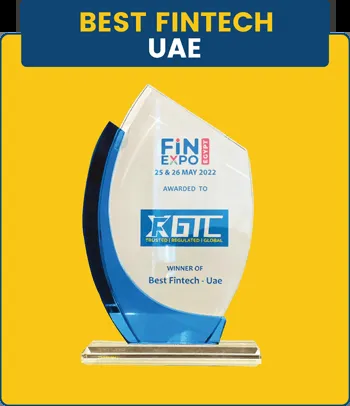 BEST FINTECH
UAE
FiN
EXPO
EGYPT
25 & 26 MAY 2022
AWARDED TO
GTC
TRUSTED | REGULATED | GLOBAL
WINNER OF
Best Fintech - Uae